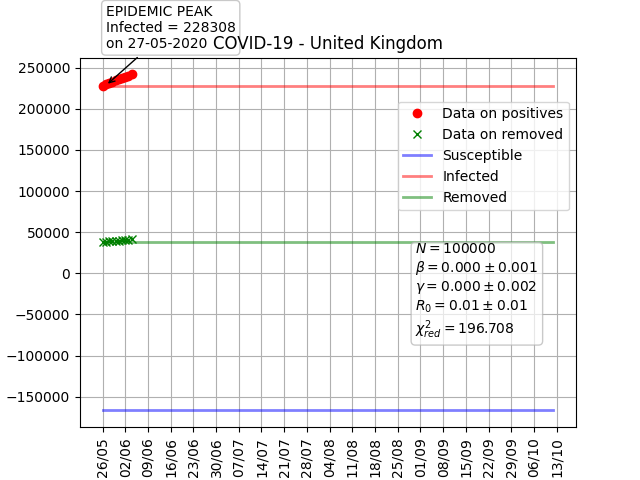 EPIDEMIC PEAK
Infected = 228308
on 27-05-2020
COVID-19 - United Kingdom
250000
200000
150000
100000
50000
0
−50000
−100000
−150000
Data on positives
Data on removed
Susceptible
Infected
Removed
N = 100000
β = 0.000 ± 0.001
γ = 0.000 ± 0.002
R₀ = 0.01 ± 0.01
χ²red = 196.708
26/05
02/06
09/06
16/06
23/06
30/06
07/07
14/07
21/07
28/07
04/08
11/08
18/08
25/08
01/09
08/09
15/09
22/09
29/09
06/10
13/10